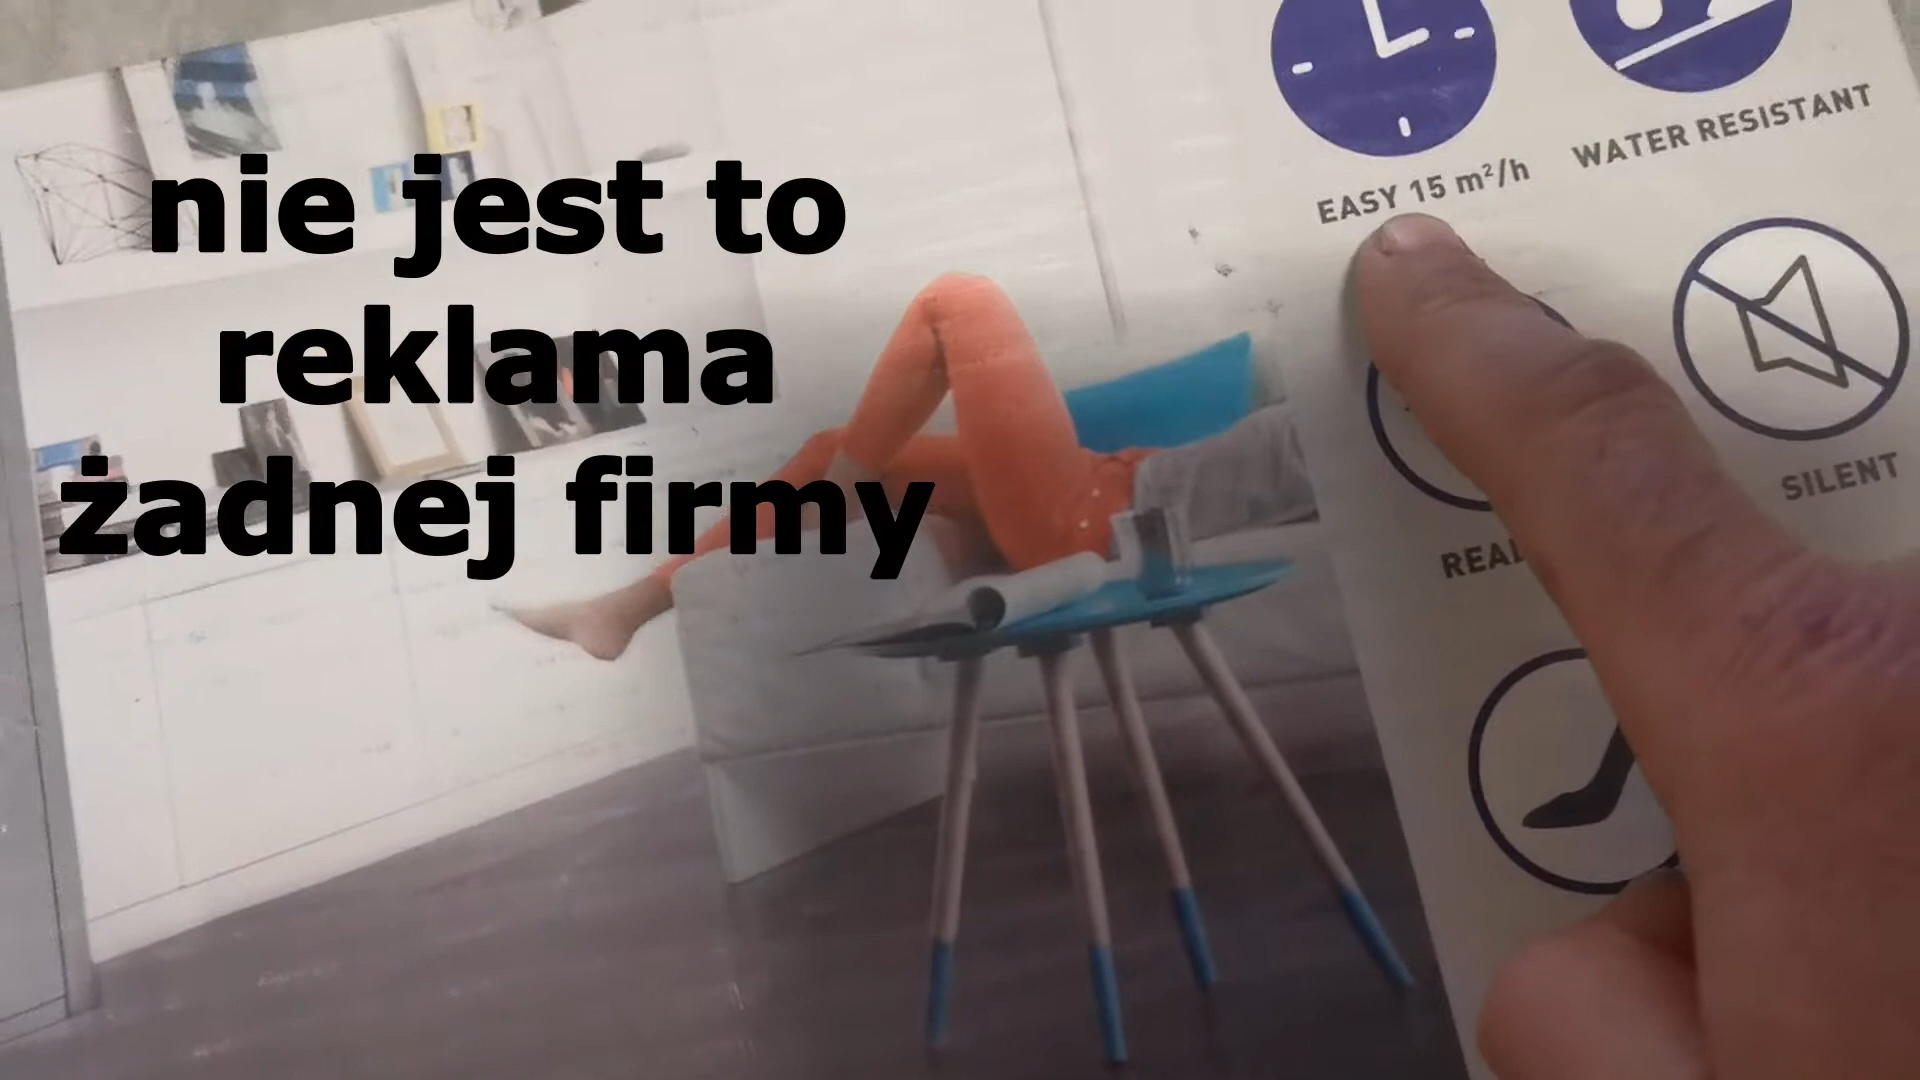 nie jest to
reklama
żadnej firmy
EASY 15 m²/h
WATER RESISTANT
SILENT